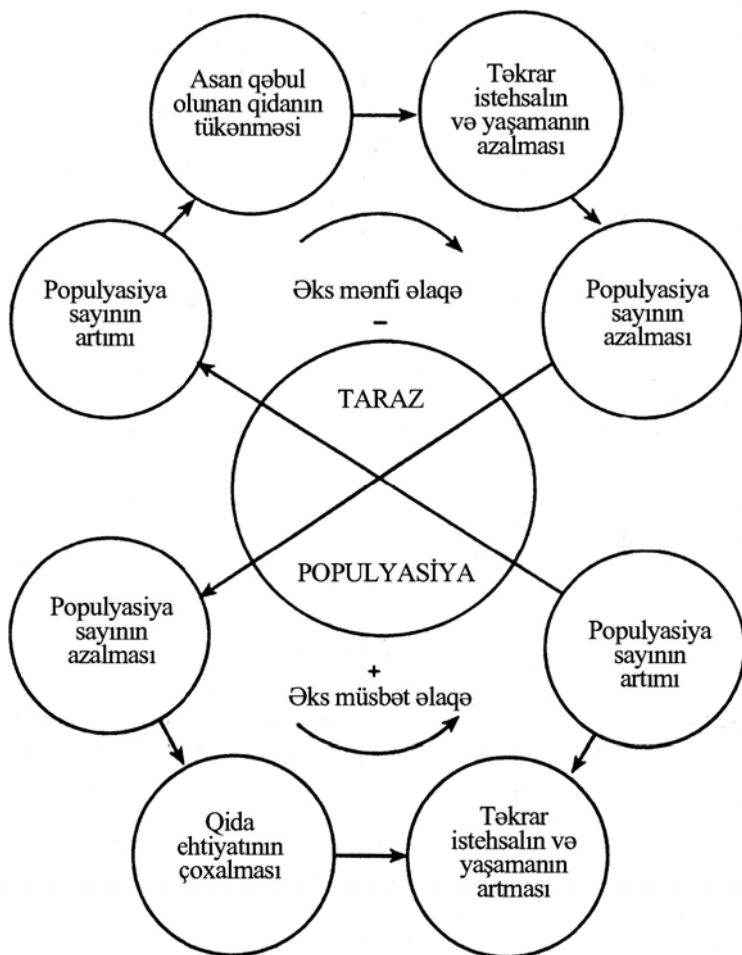 Asan qəbul
olunan qidanın
tükənməsi
Təkrar
istehsalın
və yaşamanın
azalması
Populyasiya
sayının
artımı
Əks mənfi əlaqə
–
Populyasiya
sayının
azalması
TARAZ
POPULYASİYA
Populyasiya
sayının
azalması
+
Əks müsbət əlaqə
Populyasiya
sayının
artımı
Qida
ehtiyatının
çoxalması
Təkrar
istehsalın və
yaşamanın
artması